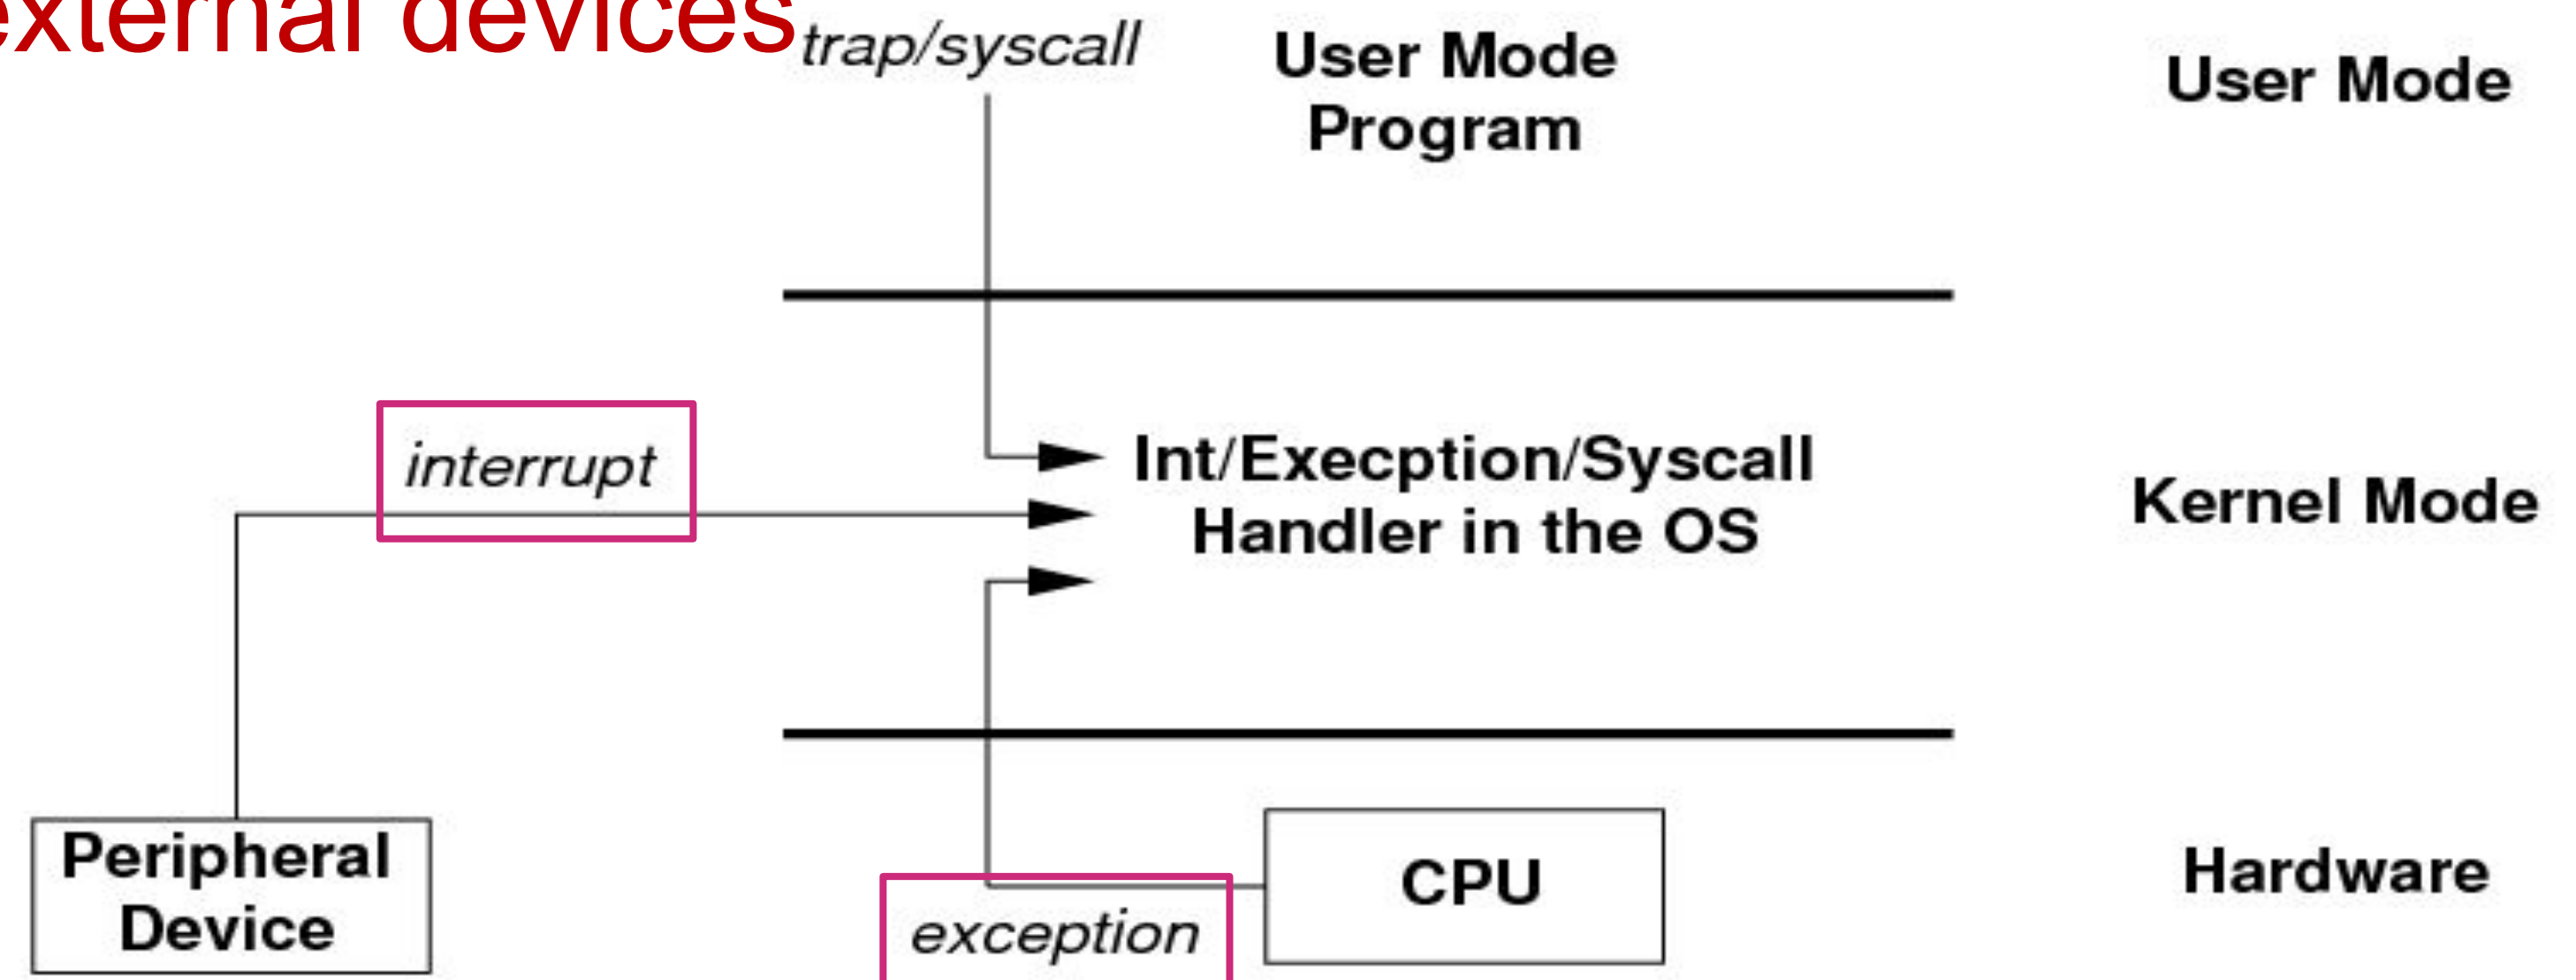 external devices
trap/syscall
User Mode
Program
User Mode
interrupt
Int/Execption/Syscall
Handler in the OS
Kernel Mode
Peripheral
Device
CPU
exception
Hardware